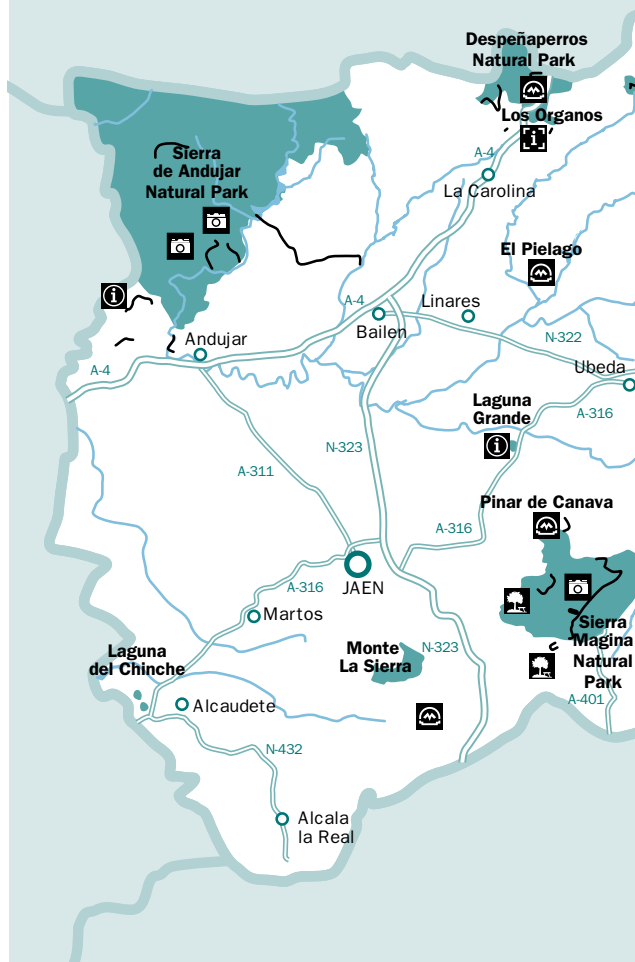 Despeñaperros
Natural Park
Los Organos
A-4
La Carolina
Sierra
de Andujar
Natural Park
El Pielago
A-4
Linares
Bailen
Andujar
N-322
A-4
Ubeda
Laguna
Grande
A-316
N-323
A-311
Pinar de Canava
A-316
JAEN
A-316
Martos
Sierra
Magina
Natural
Park
Monte
La Sierra
N-323
Laguna
del Chinche
A-401
Alcaudete
N-432
Alcala
la Real